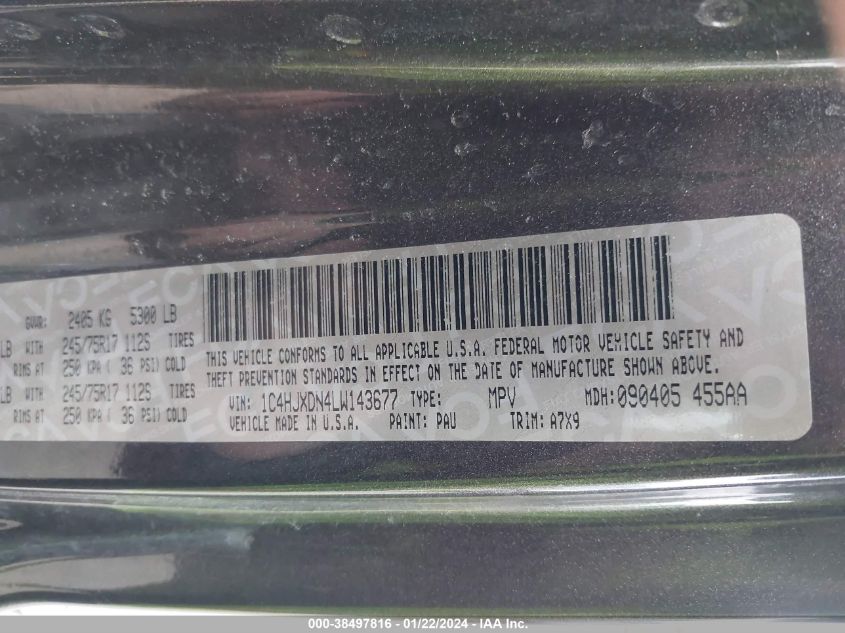 GVWR: 2405 KG 5300 LB
LB WITH 245/75R17 112S TIRES
RIMS AT 250 KPA ( 36 PSI) COLD
LB WITH 245/75R17 112S TIRES
RIMS AT 250 KPA ( 36 PSI) COLD
THIS VEHICLE CONFORMS TO ALL APPLICABLE U.S.A. FEDERAL MOTOR VEHICLE SAFETY AND
THEFT PREVENTION STANDARDS IN EFFECT ON THE DATE OF MANUFACTURE SHOWN ABOVE.
VIN: 1C4HJXDN4LW143677 TYPE: MPV MDH: 090405 455AA
VEHICLE MADE IN U.S.A. PAINT: PAU TRIM: A7X9
000-38497816 - 01/22/2024 - IAA Inc.